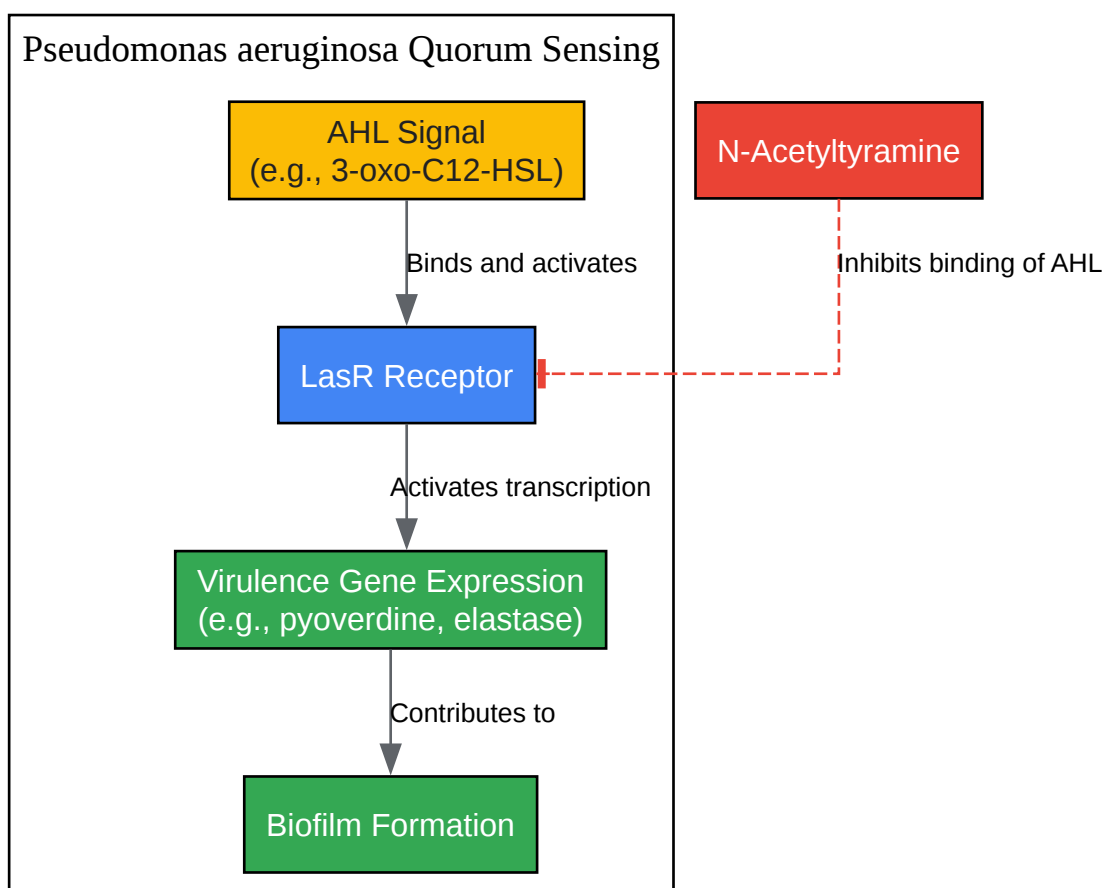 Pseudomonas aeruginosa Quorum Sensing
AHL Signal
(e.g., 3-oxo-C12-HSL)
N-Acetyltyramine
Binds and activates
Inhibits binding of AHL
LasR Receptor
Activates transcription
Virulence Gene Expression
(e.g., pyoverdine, elastase)
Contributes to
Biofilm Formation